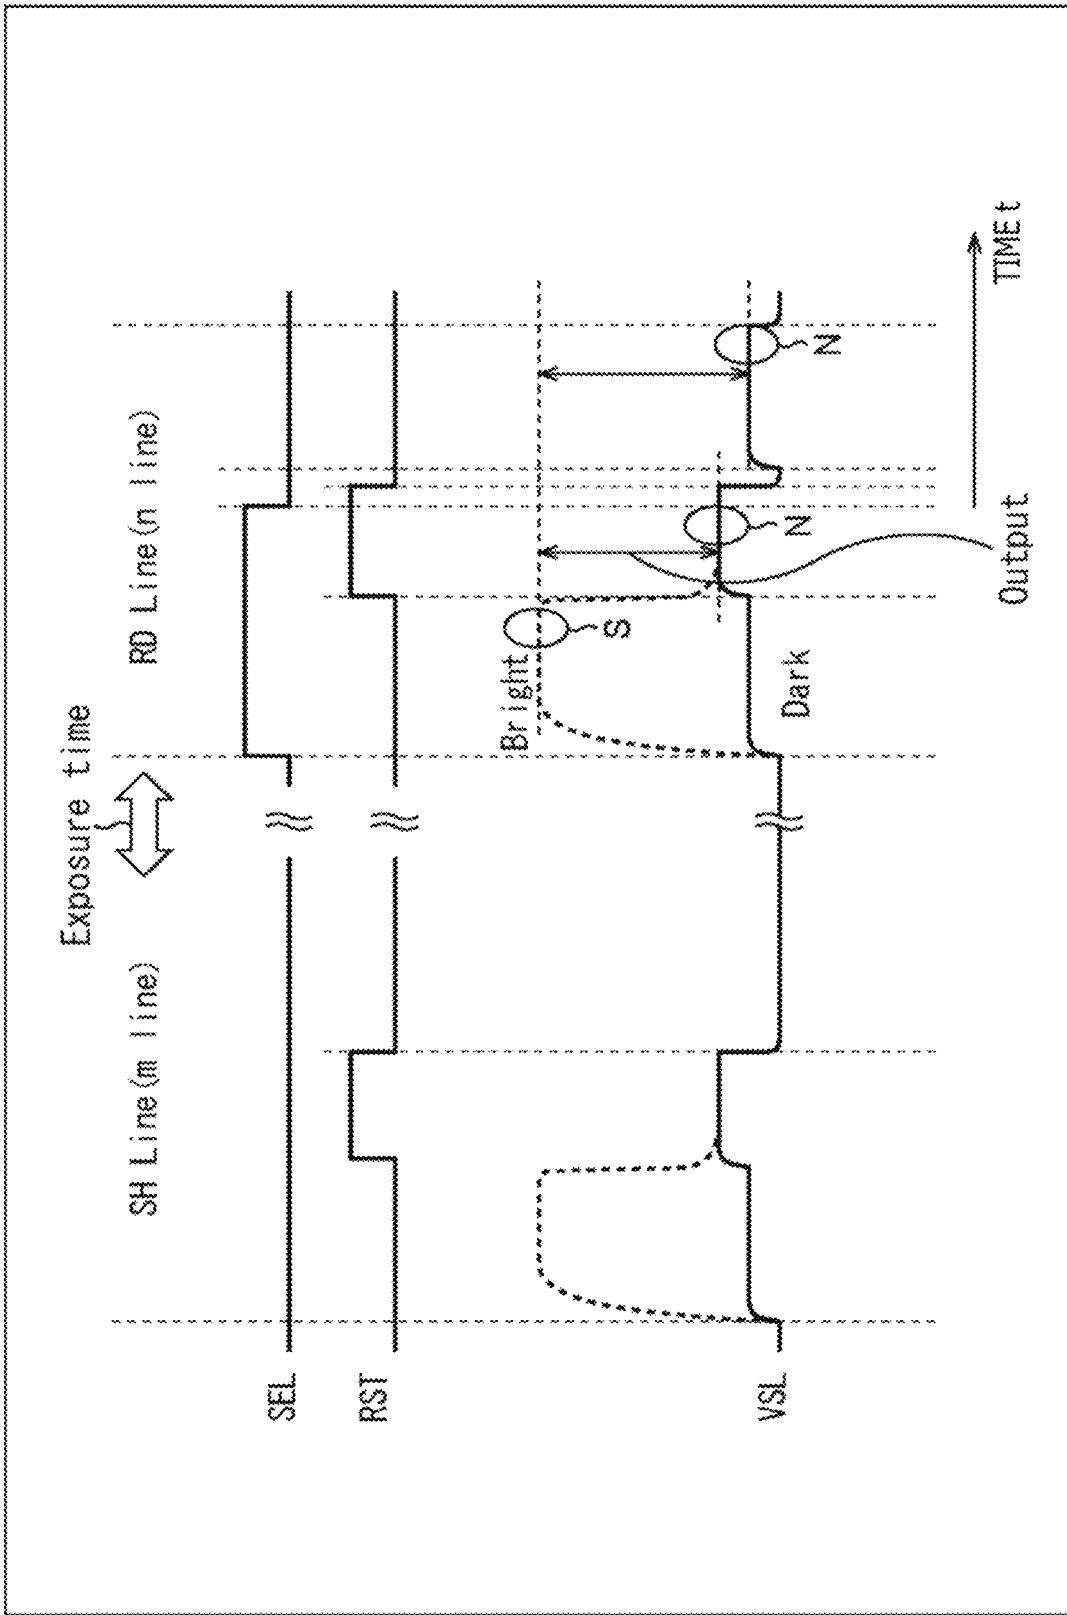 Exposure time
SH Line(m line)
RD Line(n line)
SEL
RST
Bright
S
N
N
VSL
Dark
Output
TIME t